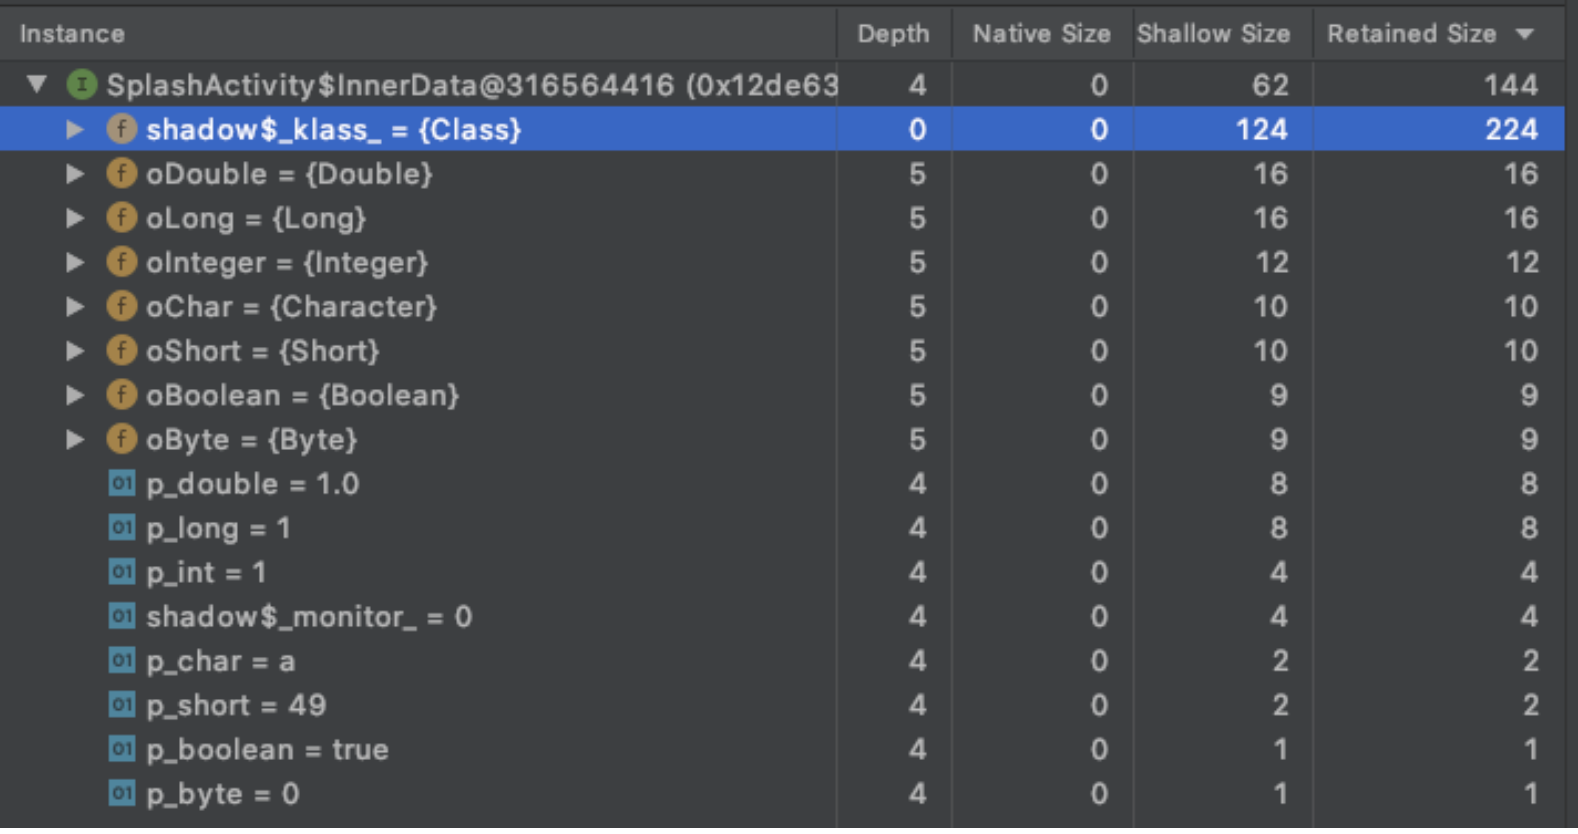 Instance Depth Native Size Shallow Size Retained Size
SplashActivity$InnerData@316564416 (0x12de63 4 0 62 144
f shadow$_klass_ = {Class} 0 0 124 224
f oDouble = {Double} 5 0 16 16
f oLong = {Long} 5 0 16 16
f oInteger = {Integer} 5 0 12 12
f oChar = {Character} 5 0 10 10
f oShort = {Short} 5 0 10 10
f oBoolean = {Boolean} 5 0 9 9
f oByte = {Byte} 5 0 9 9
01 p_double = 1.0 4 0 8 8
01 p_long = 1 4 0 8 8
01 p_int = 1 4 0 4 4
01 shadow$_monitor_ = 0 4 0 4 4
01 p_char = a 4 0 2 2
01 p_short = 49 4 0 2 2
01 p_boolean = true 4 0 1 1
01 p_byte = 0 4 0 1 1